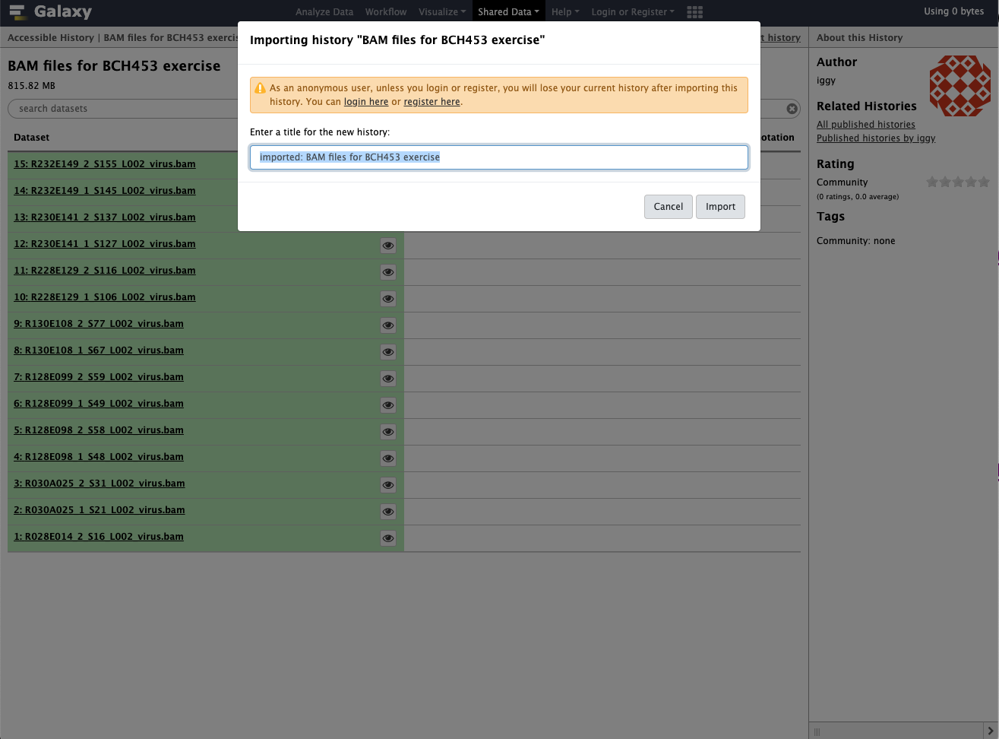 Galaxy
Analyze Data Workflow Visualize Shared Data Help Login or Register Using 0 bytes
Accessible History | BAM files for BCH453 exercis
t history
About this History
BAM files for BCH453 exercise
815.82 MB
search datasets
Dataset
otation
Importing history "BAM files for BCH453 exercise"
As an anonymous user, unless you login or register, you will lose your current history after importing this
history. You can login here or register here.
Enter a title for the new history:
imported: BAM files for BCH453 exercise
Cancel Import
15: R232E149_2_S155_L002_virus.bam
14: R232E149_1_S145_L002_virus.bam
13: R230E141_2_S137_L002_virus.bam
12: R230E141_1_S127_L002_virus.bam
11: R228E129_2_S116_L002_virus.bam
10: R228E129_1_S106_L002_virus.bam
9: R130E108_2_S77_L002_virus.bam
8: R130E108_1_S67_L002_virus.bam
7: R128E099_2_S59_L002_virus.bam
6: R128E099_1_S49_L002_virus.bam
5: R128E098_2_S58_L002_virus.bam
4: R128E098_1_S48_L002_virus.bam
3: R030A025_2_S31_L002_virus.bam
2: R030A025_1_S21_L002_virus.bam
1: R028E014_2_S16_L002_virus.bam
Author
iggy
Related Histories
All published histories
Published histories by iggy
Rating
Community
(0 ratings, 0.0 average)
Tags
Community: none